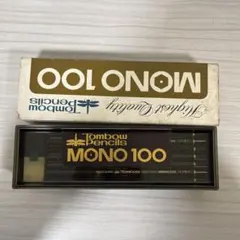 Highest Quality
MONO 100
Tombow
Pencils
Tombow
Pencils
MONO 100